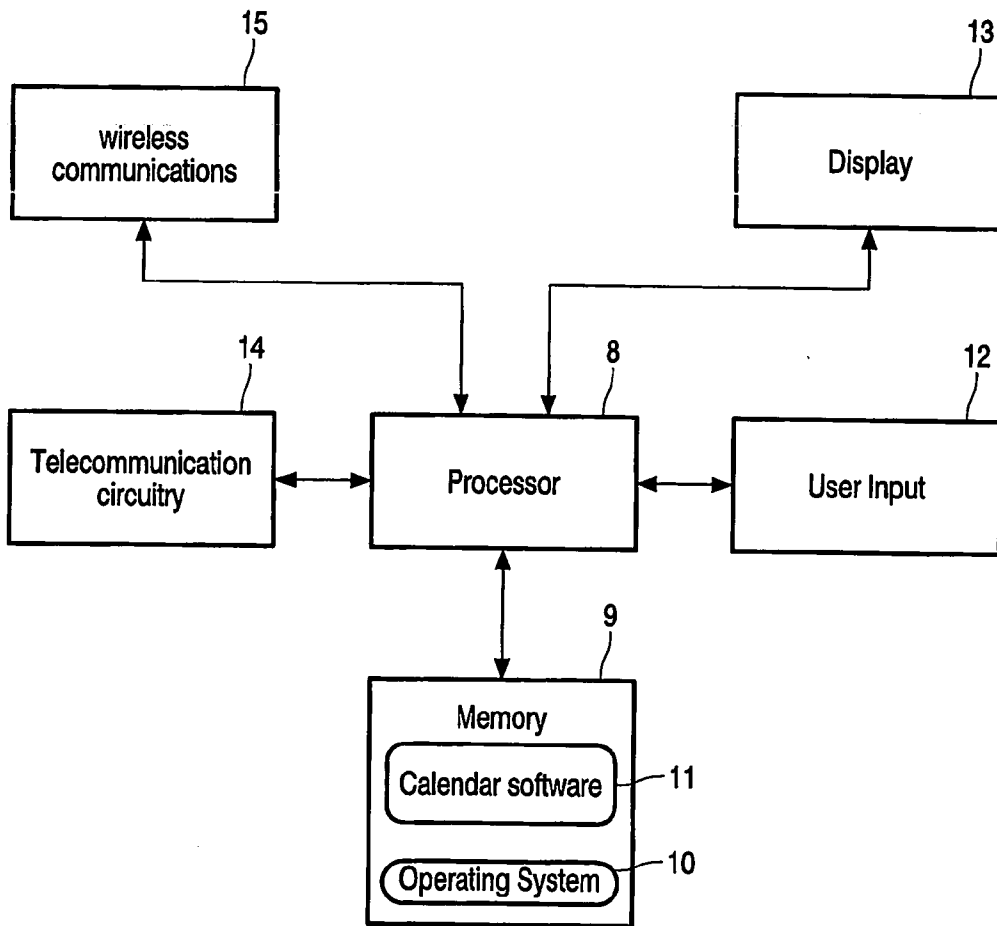 15
wireless
communications
13
Display
14
Telecommunication
circuitry
8
Processor
12
User Input
9
Memory
Calendar software
11
Operating System
10